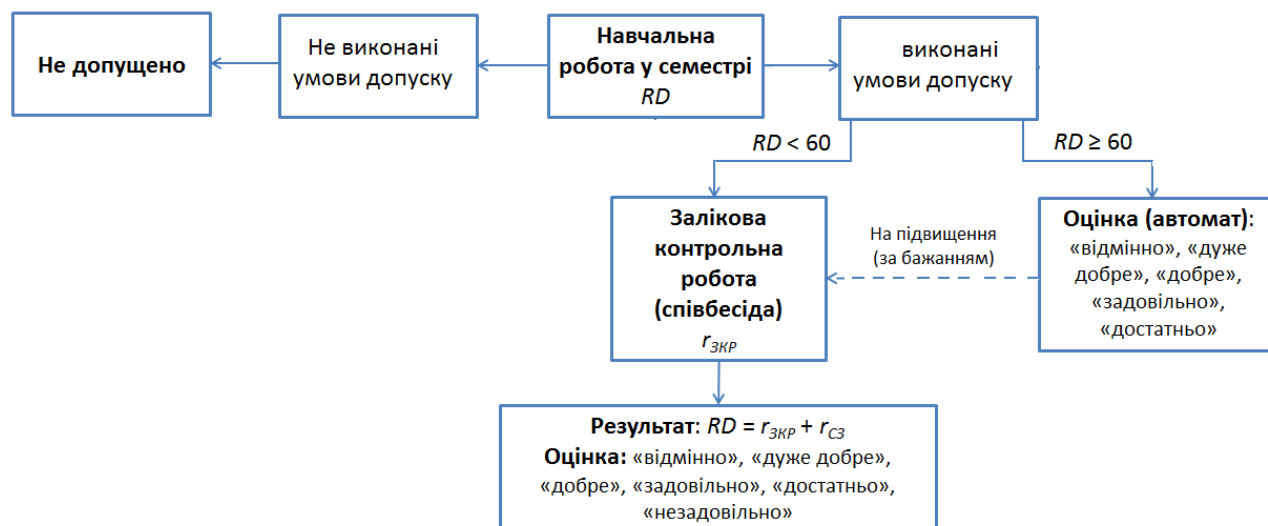 Не допущено
Не виконані
умови допуску
Навчальна
робота у семестрі
RD
виконані
умови допуску
RD < 60
RD ≥ 60
Залікова
контрольна
робота
(співбесіда)
rЗКР
На підвищення
(за бажанням)
Оцінка (автомат):
«відмінно», «дуже
добре», «добре»,
«задовільно»,
«достатньо»
Результат: RD = rЗКР + rСЗ
Оцінка: «відмінно», «дуже добре»,
«добре», «задовільно», «достатньо»,
«незадовільно»